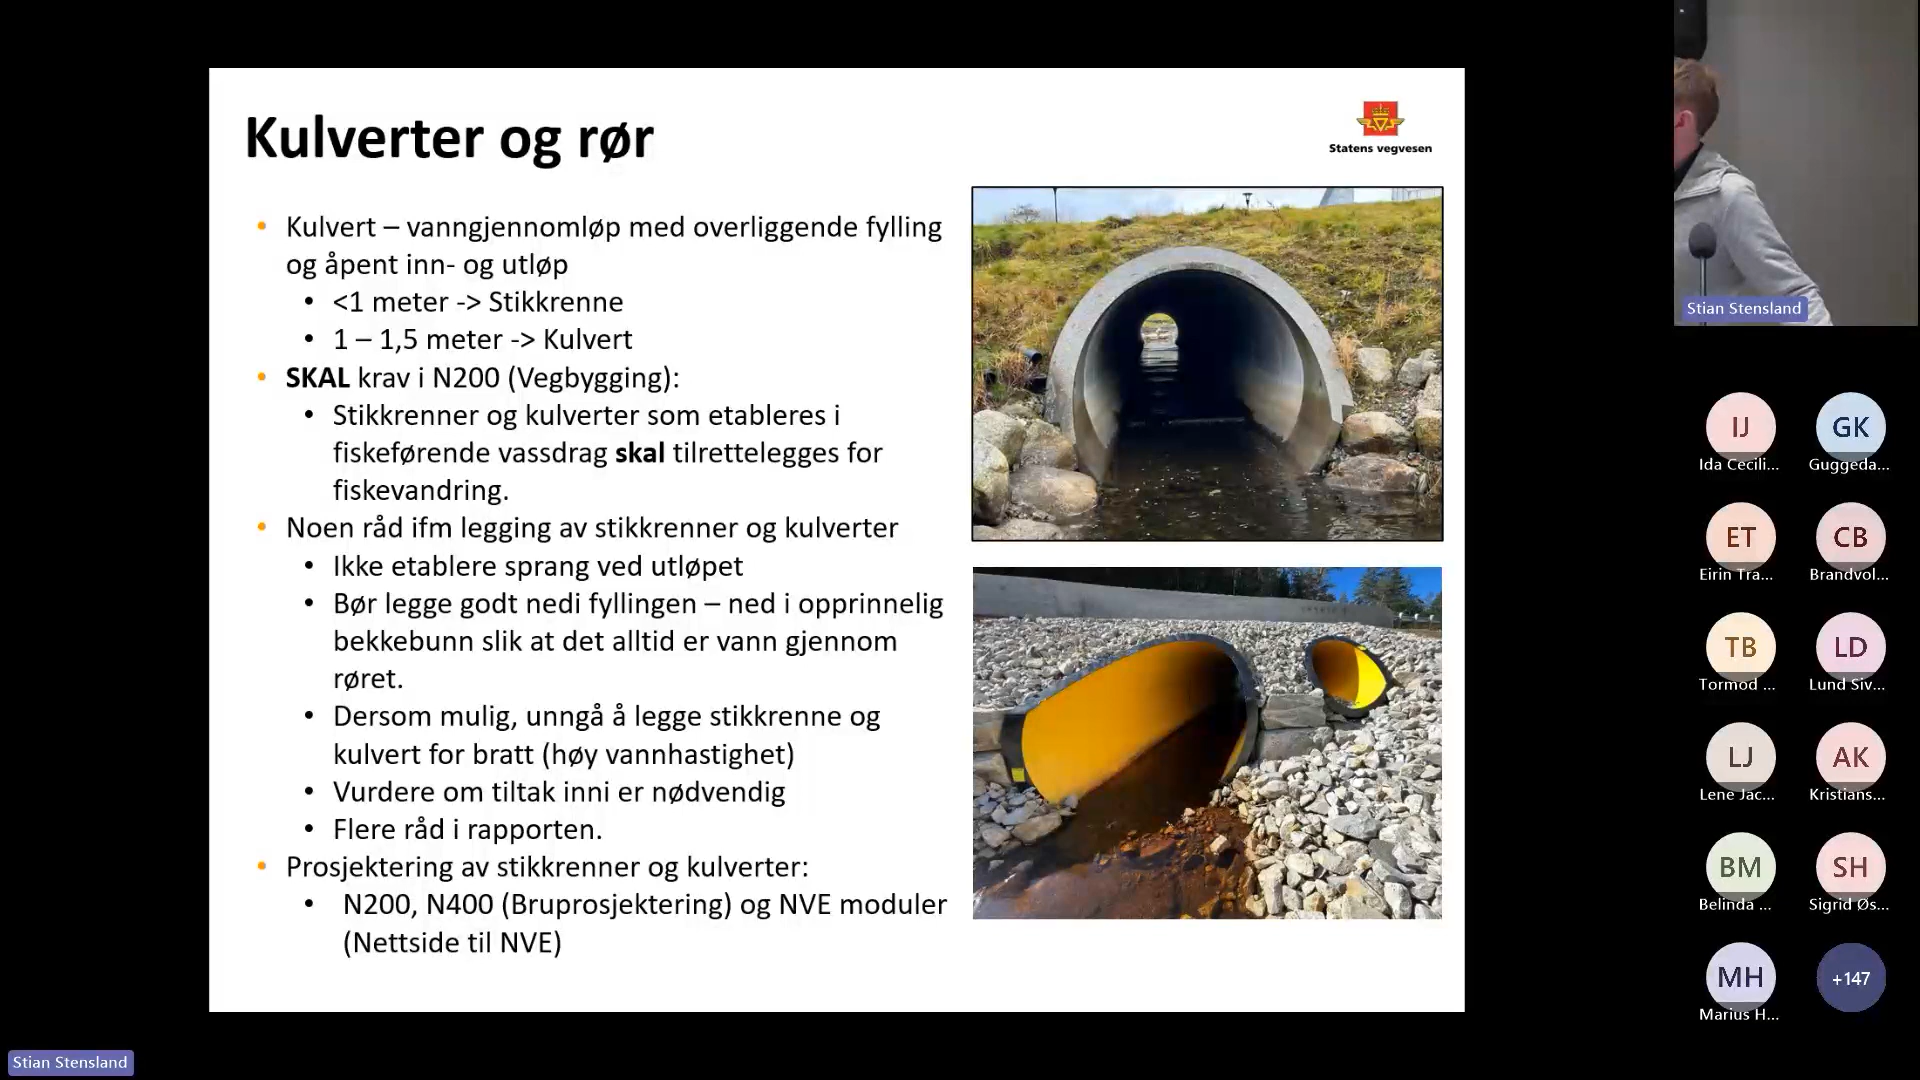 Kulverter og rør
Statens vegvesen
• Kulvert – vanngjennomløp med overliggende fylling
og åpent inn- og utløp
• <1 meter -> Stikkrenne
• 1 – 1,5 meter -> Kulvert
• SKAL krav i N200 (Vegbygging):
• Stikkrenner og kulverter som etableres i
fiskeførende vassdrag skal tilrettelegges for
fiskevandring.
• Noen råd ifm legging av stikkrenner og kulverter
• Ikke etablere sprang ved utløpet
• Bør legge godt nedi fyllingen – ned i opprinnelig
bekkebunn slik at det alltid er vann gjennom
røret.
• Dersom mulig, unngå å legge stikkrenne og
kulvert for bratt (høy vannhastighet)
• Vurdere om tiltak inni er nødvendig
• Flere råd i rapporten.
• Prosjektering av stikkrenner og kulverter:
• N200, N400 (Bruprosjektering) og NVE moduler
(Nettside til NVE)
Stian Stensland
IJ
Ida Cecili...
GK
Guggeda...
ET
Eirin Tra...
CB
Brandvol...
TB
Tormod ...
LD
Lund Siv...
LJ
Lene Jac...
AK
Kristians...
BM
Belinda ...
SH
Sigrid Øs...
MH
Marius H...
+147
Stian Stensland